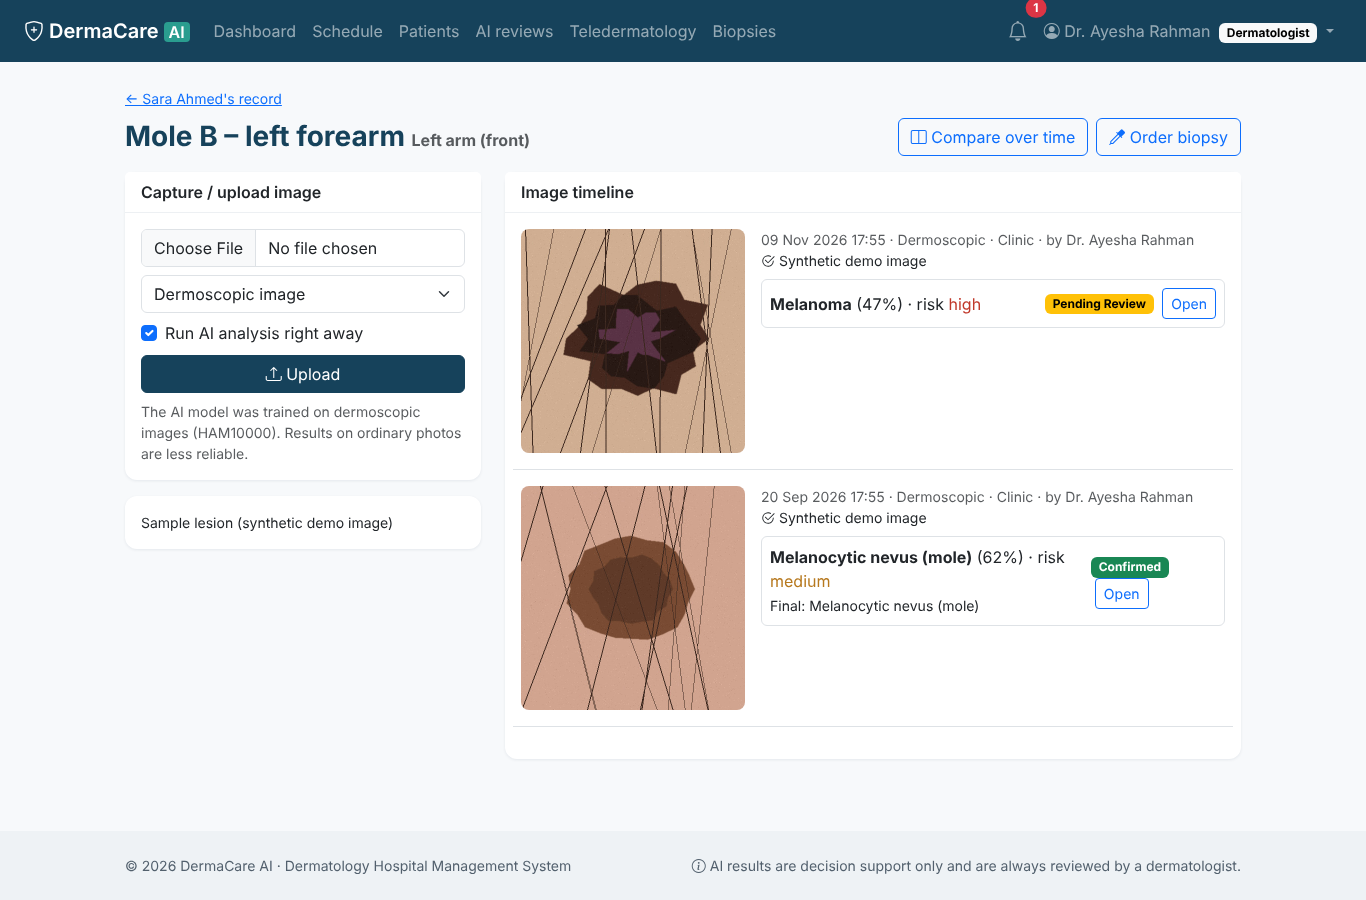 DermaCare AI Dashboard Schedule Patients AI reviews Teledermatology Biopsies 1 Dr. Ayesha Rahman Dermatologist
← Sara Ahmed's record
Mole B – left forearm Left arm (front)
Compare over time
Order biopsy
Capture / upload image
Choose File No file chosen
Dermoscopic image
Run AI analysis right away
Upload
The AI model was trained on dermoscopic
images (HAM10000). Results on ordinary photos
are less reliable.
Sample lesion (synthetic demo image)
Image timeline
09 Nov 2026 17:55 · Dermoscopic · Clinic · by Dr. Ayesha Rahman
Synthetic demo image
Melanoma (47%) · risk high Pending Review Open
20 Sep 2026 17:55 · Dermoscopic · Clinic · by Dr. Ayesha Rahman
Synthetic demo image
Melanocytic nevus (mole) (62%) · risk
medium
Final: Melanocytic nevus (mole)
Confirmed
Open
© 2026 DermaCare AI · Dermatology Hospital Management System
AI results are decision support only and are always reviewed by a dermatologist.